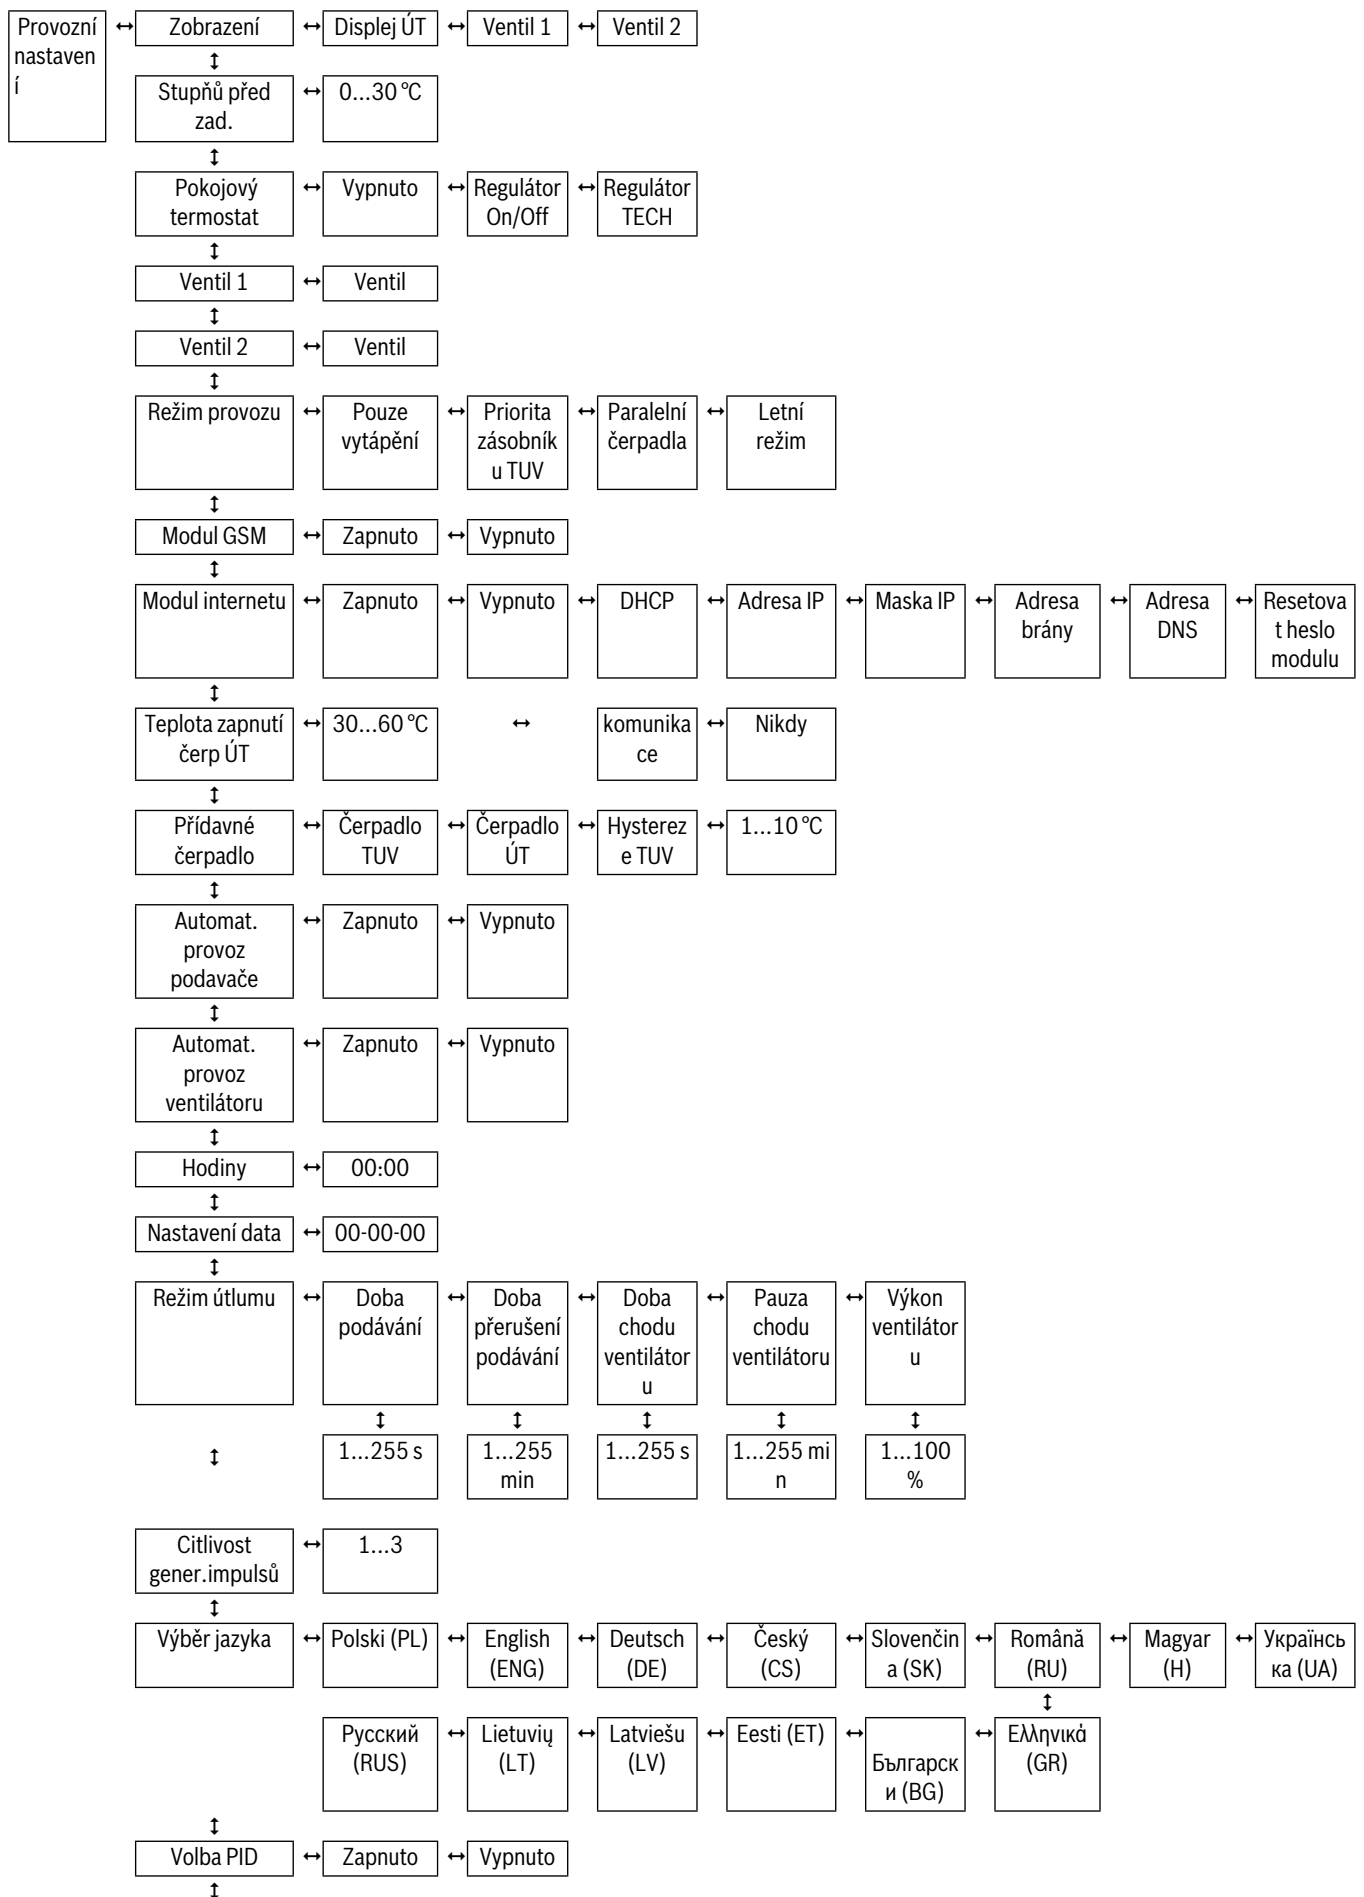 Provozní
nastaven
í
Zobrazení
Displej ÚT
Ventil 1
Ventil 2
Stupňů před
zad.
0...30 °C
Pokojový
termostat
Vypnuto
Regulátor
On/Off
Regulátor
TECH
Ventil 1
Ventil
Ventil 2
Ventil
Režim provozu
Pouze
vytápění
Priorita
zásobník
u TUV
Paralelní
čerpadla
Letní
režim
Modul GSM
Zapnuto
Vypnuto
Modul internetu
Zapnuto
Vypnuto
DHCP
Adresa IP
Maska IP
Adresa
brány
Adresa
DNS
Resetova
t heslo
modulu
Teplota zapnutí
čerp ÚT
30...60 °C
komunika
ce
Nikdy
Přídavné
čerpadlo
Čerpadlo
TUV
Čerpadlo
ÚT
Hysterez
e TUV
1...10 °C
Automat.
provoz
podavače
Zapnuto
Vypnuto
Automat.
provoz
ventilátoru
Zapnuto
Vypnuto
Hodiny
00:00
Nastavení data
00-00-00
Režim útlumu
Doba
podávání
Doba
přerušení
podávání
Doba
chodu
ventilátor
u
Pauza
chodu
ventilátoru
Výkon
ventilátor
u
1...255 s
1...255
min
1...255 s
1...255 mi
n
1...100
%
Citlivost
gener.impulsů
1...3
Výběr jazyka
Polski (PL)
English
(ENG)
Deutsch
(DE)
Český
(CS)
Slovenčin
a (SK)
Română
(RU)
Magyar
(H)
Українсь
ка (UA)
Русский
(RUS)
Lietuvių
(LT)
Latviešu
(LV)
Eesti (ET)
Българск
и (BG)
Ελληνικά
(GR)
Volba PID
Zapnuto
Vypnuto